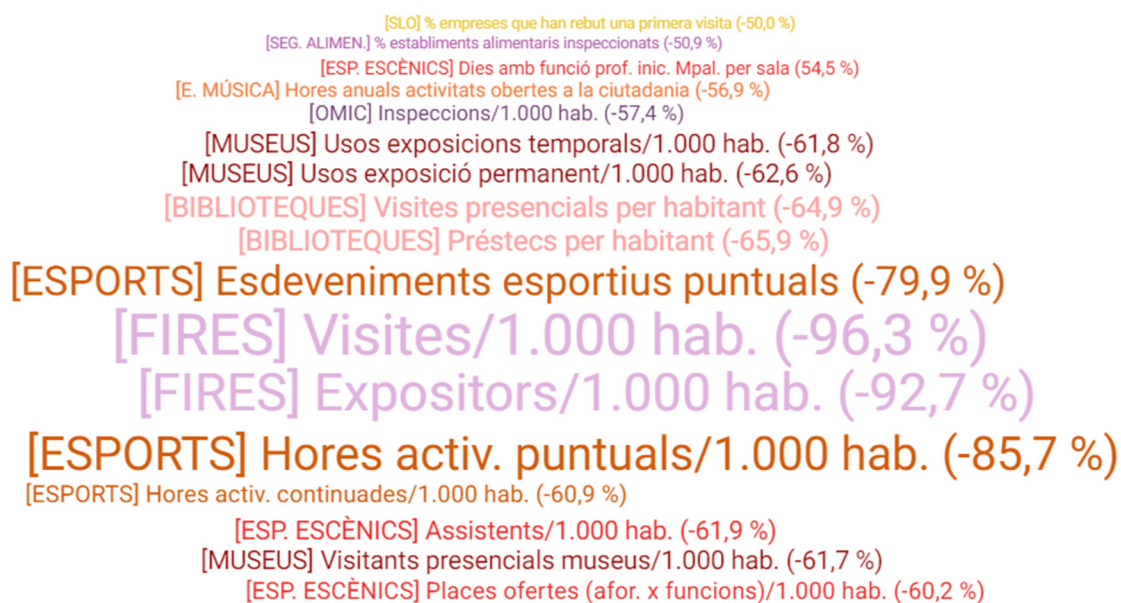 [SLO] % empreses que han rebut una primera visita (-50,0 %)
[SEG. ALIMEN.] % establiments alimentaris inspeccionats (-50,9 %)
[ESP. ESCÈNICS] Dies amb funció prof. inic. Mpal. per sala (54,5 %)
[E. MÚSICA] Hores anuals activitats obertes a la ciutadania (-56,9 %)
[OMIC] Inspeccions/1.000 hab. (-57,4 %)
[MUSEUS] Usos exposicions temporals/1.000 hab. (-61,8 %)
[MUSEUS] Usos exposició permanent/1.000 hab. (-62,6 %)
[BIBLIOTEQUES] Visites presencials per habitant (-64,9 %)
[BIBLIOTEQUES] Préstecs per habitant (-65,9 %)
[ESPORTS] Esdeveniments esportius puntuals (-79,9 %)
[FIRES] Visites/1.000 hab. (-96,3 %)
[FIRES] Expositors/1.000 hab. (-92,7 %)
[ESPORTS] Hores activ. puntuals/1.000 hab. (-85,7 %)
[ESPORTS] Hores activ. continuades/1.000 hab. (-60,9 %)
[ESP. ESCÈNICS] Assistents/1.000 hab. (-61,9 %)
[MUSEUS] Visitants presencials museus/1.000 hab. (-61,7 %)
[ESP. ESCÈNICS] Places ofertes (afor. x funcions)/1.000 hab. (-60,2 %)